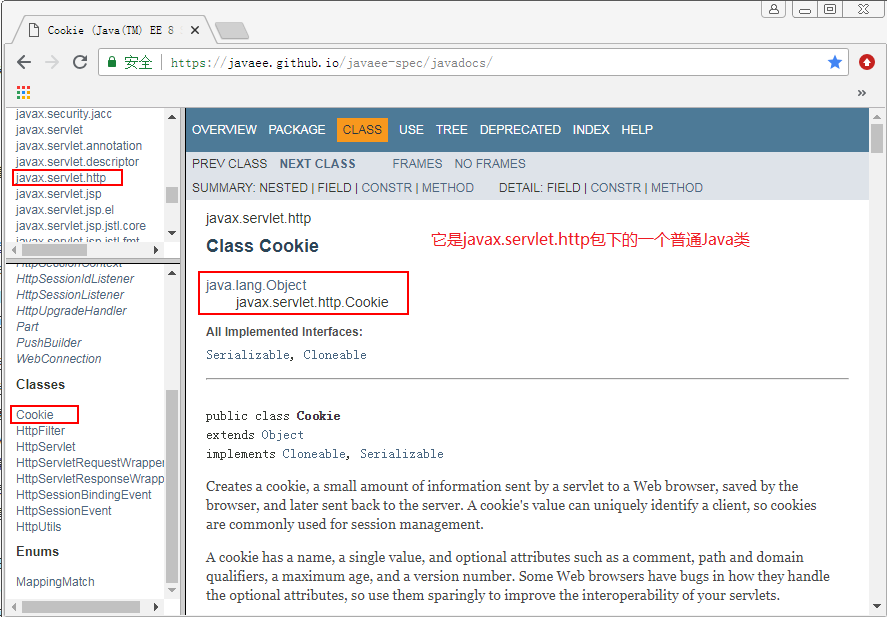 Cookie (Java(TM) EE 8
安全 https://javaee.github.io/javaee-spec/javadocs/
»
javax.security.jacc
javax.servlet
javax.servlet.annotation
javax.servlet.descriptor
javax.servlet.http
javax.servlet.jsp
javax.servlet.jsp.el
javax.servlet.jsp.jstl.core
javax.servlet.jsp.jstl.fmt
HttpSessionContext
HttpSessionIdListener
HttpSessionListener
HttpUpgradeHandler
Part
PushBuilder
WebConnection
Classes
Cookie
HttpFilter
HttpServlet
HttpServletRequestWrapper
HttpServletResponseWrapp
HttpSessionBindingEvent
HttpSessionEvent
HttpUtils
Enums
MappingMatch
OVERVIEW PACKAGE CLASS USE TREE DEPRECATED INDEX HELP
PREV CLASS NEXT CLASS FRAMES NO FRAMES
SUMMARY: NESTED | FIELD | CONSTR | METHOD DETAIL: FIELD | CONSTR | METHOD
javax.servlet.http
Class Cookie
它是javax.servlet.http包下的一个普通Java类
java.lang.Object
javax.servlet.http.Cookie
All Implemented Interfaces:
Serializable, Cloneable
public class Cookie
extends Object
implements Cloneable, Serializable
Creates a cookie, a small amount of information sent by a servlet to a Web browser, saved by the
browser, and later sent back to the server. A cookie's value can uniquely identify a client, so cookies
are commonly used for session management.
A cookie has a name, a single value, and optional attributes such as a comment, path and domain
qualifiers, a maximum age, and a version number. Some Web browsers have bugs in how they handle
the optional attributes, so use them sparingly to improve the interoperability of your servlets.